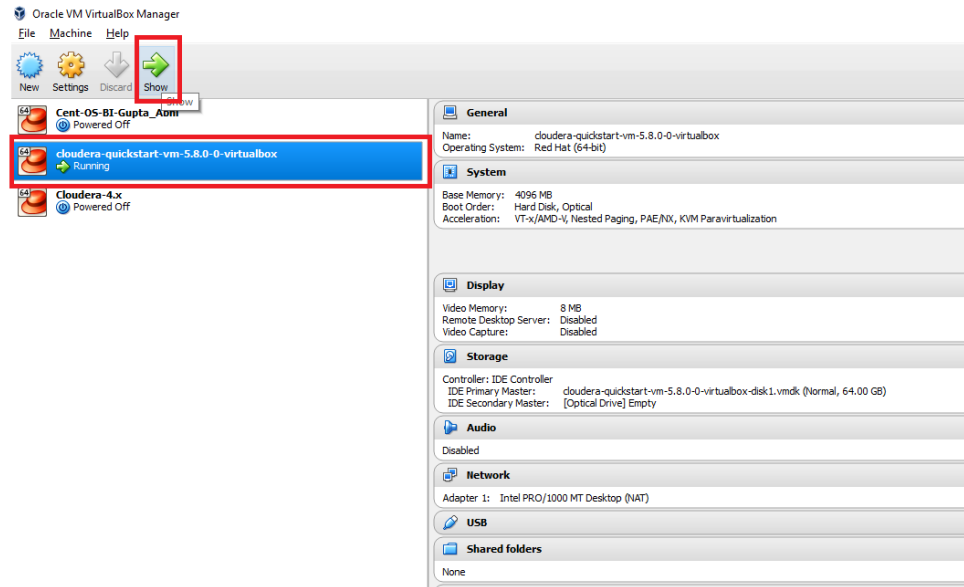 Oracle VM VirtualBox Manager
File Machine Help
New Settings Discard Show
Show
64 Cent-OS-BI-Gupta_Abhi
Powered Off
64 cloudera-quickstart-vm-5.8.0-0-virtualbox
Running
64 Cloudera-4.x
Powered Off
General
Name: cloudera-quickstart-vm-5.8.0-0-virtualbox
Operating System: Red Hat (64-bit)
System
Base Memory: 4096 MB
Boot Order: Hard Disk, Optical
Acceleration: VT-x/AMD-V, Nested Paging, PAE/NX, KVM Paravirtualization
Display
Video Memory: 8 MB
Remote Desktop Server: Disabled
Video Capture: Disabled
Storage
Controller: IDE Controller
IDE Primary Master: cloudera-quickstart-vm-5.8.0-0-virtualbox-disk1.vmdk (Normal, 64.00 GB)
IDE Secondary Master: [Optical Drive] Empty
Audio
Disabled
Network
Adapter 1: Intel PRO/1000 MT Desktop (NAT)
USB
Shared folders
None